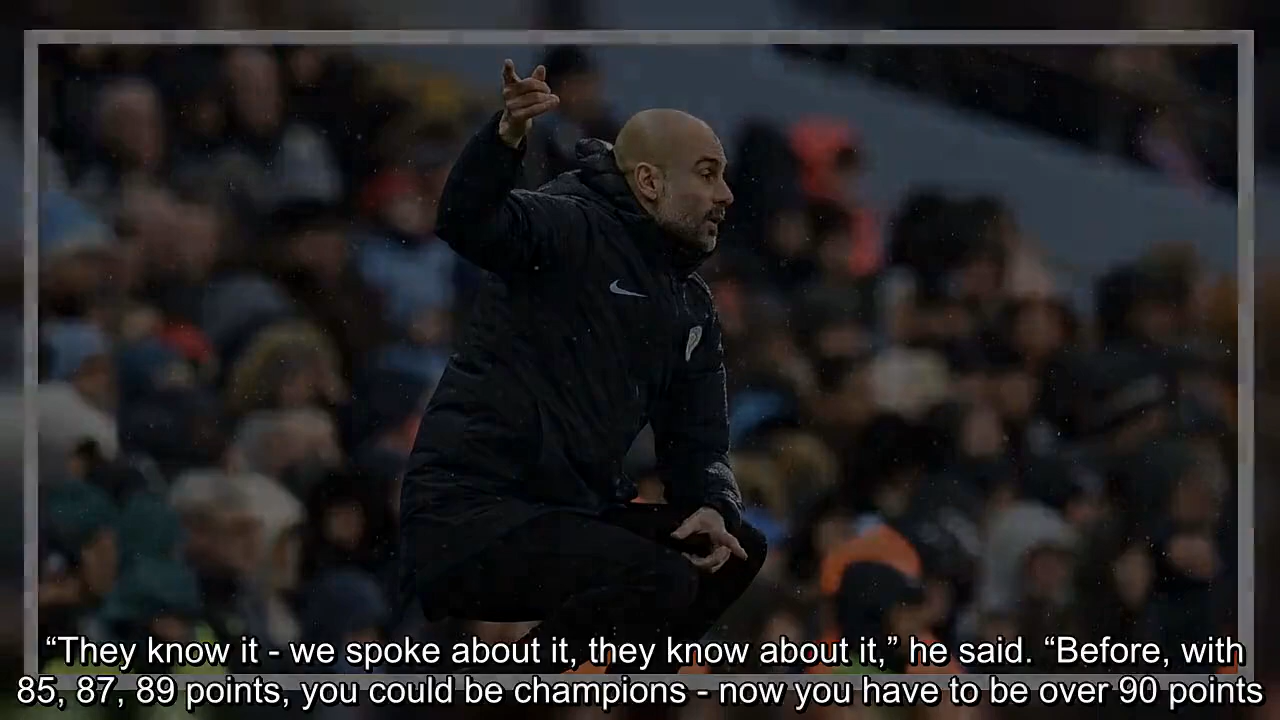 “They know it - we spoke about it, they know about it,” he said. “Before, with
85, 87, 89 points, you could be champions - now you have to be over 90 points